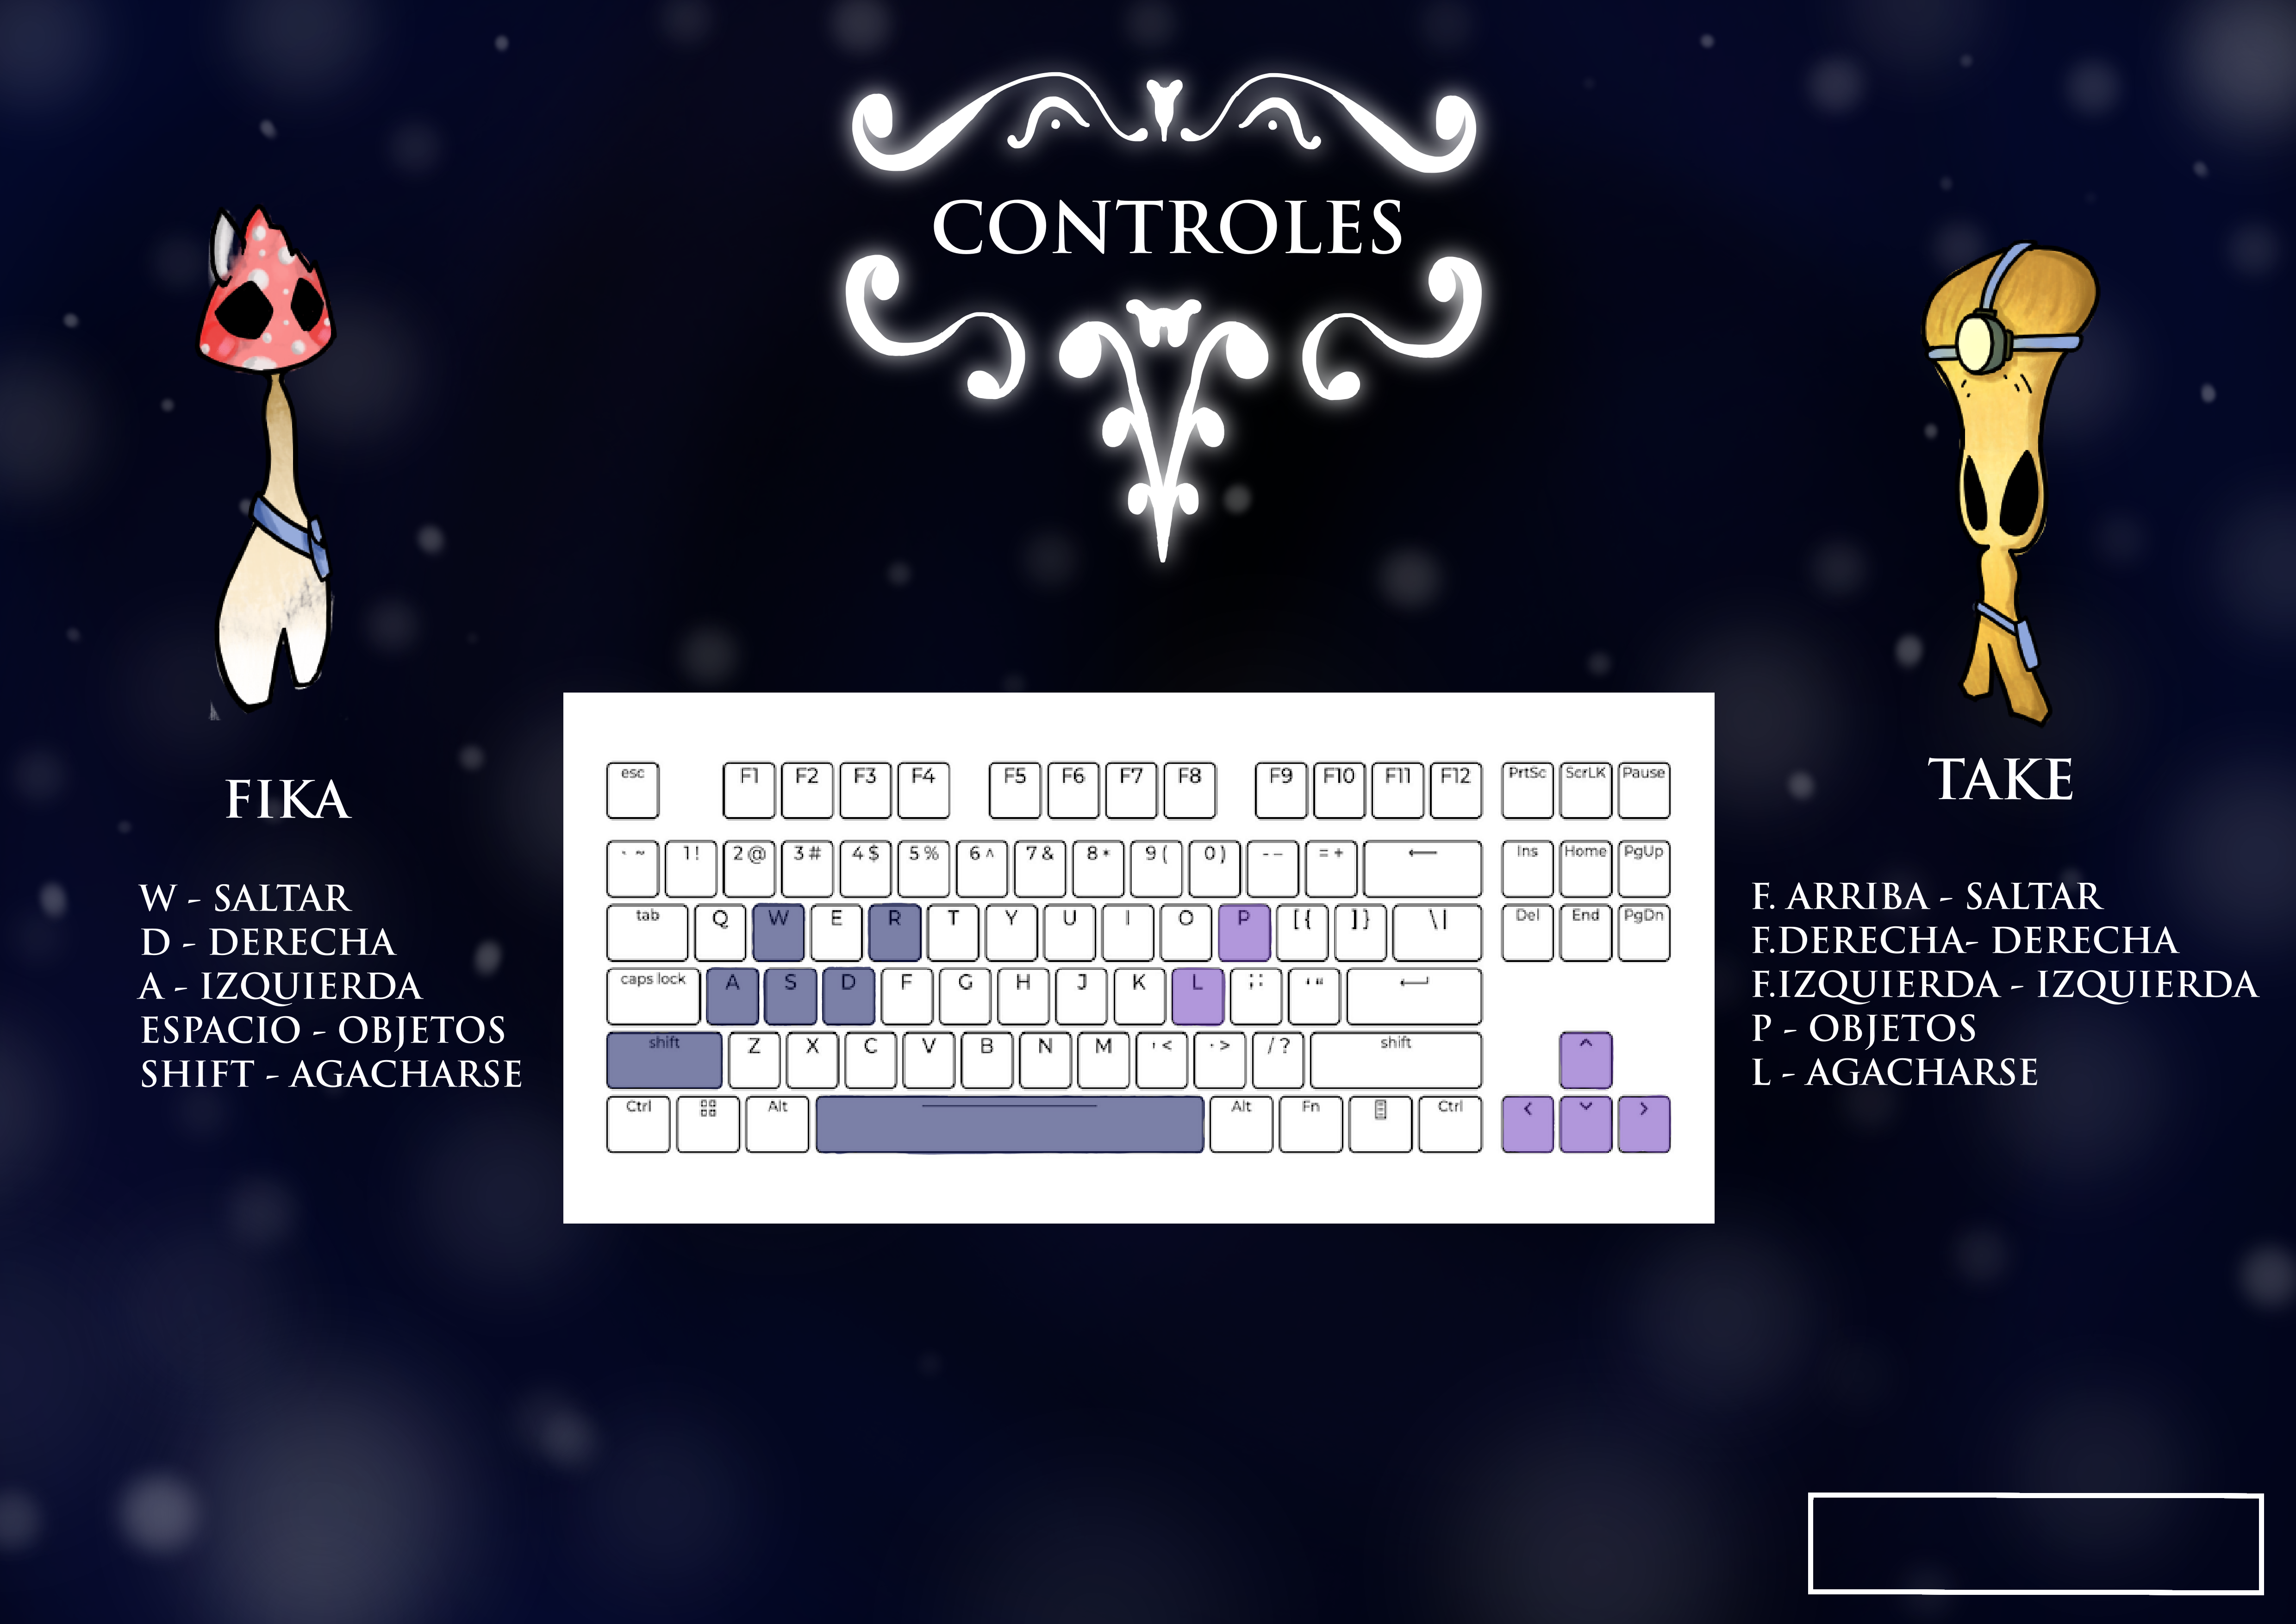 CONTROLES
FIKA
W - SALTAR
D - DERECHA
A - IZQUIERDA
ESPACIO - OBJETOS
SHIFT - AGACHARSE
TAKE
F. ARRIBA - SALTAR
F.DERECHA- DERECHA
F.IZQUIERDA - IZQUIERDA
P - OBJETOS
L - AGACHARSE
esc F1 F2 F3 F4 F5 F6 F7 F8 F9 F10 F11 F12 PrtSc ScrLK Pause
` ~ 1! 2@ 3# 4$ 5% 6^ 7& 8* 9( 0) -- =+ ← Ins Home PgUp
tab Q W E R T Y U I O P [{ ]} \| Del End PgDn
caps lock A S D F G H J K L ;: '"
shift Z X C V B N M ,< .> /? shift ^
Ctrl Alt Alt Fn Ctrl < ⌄ >